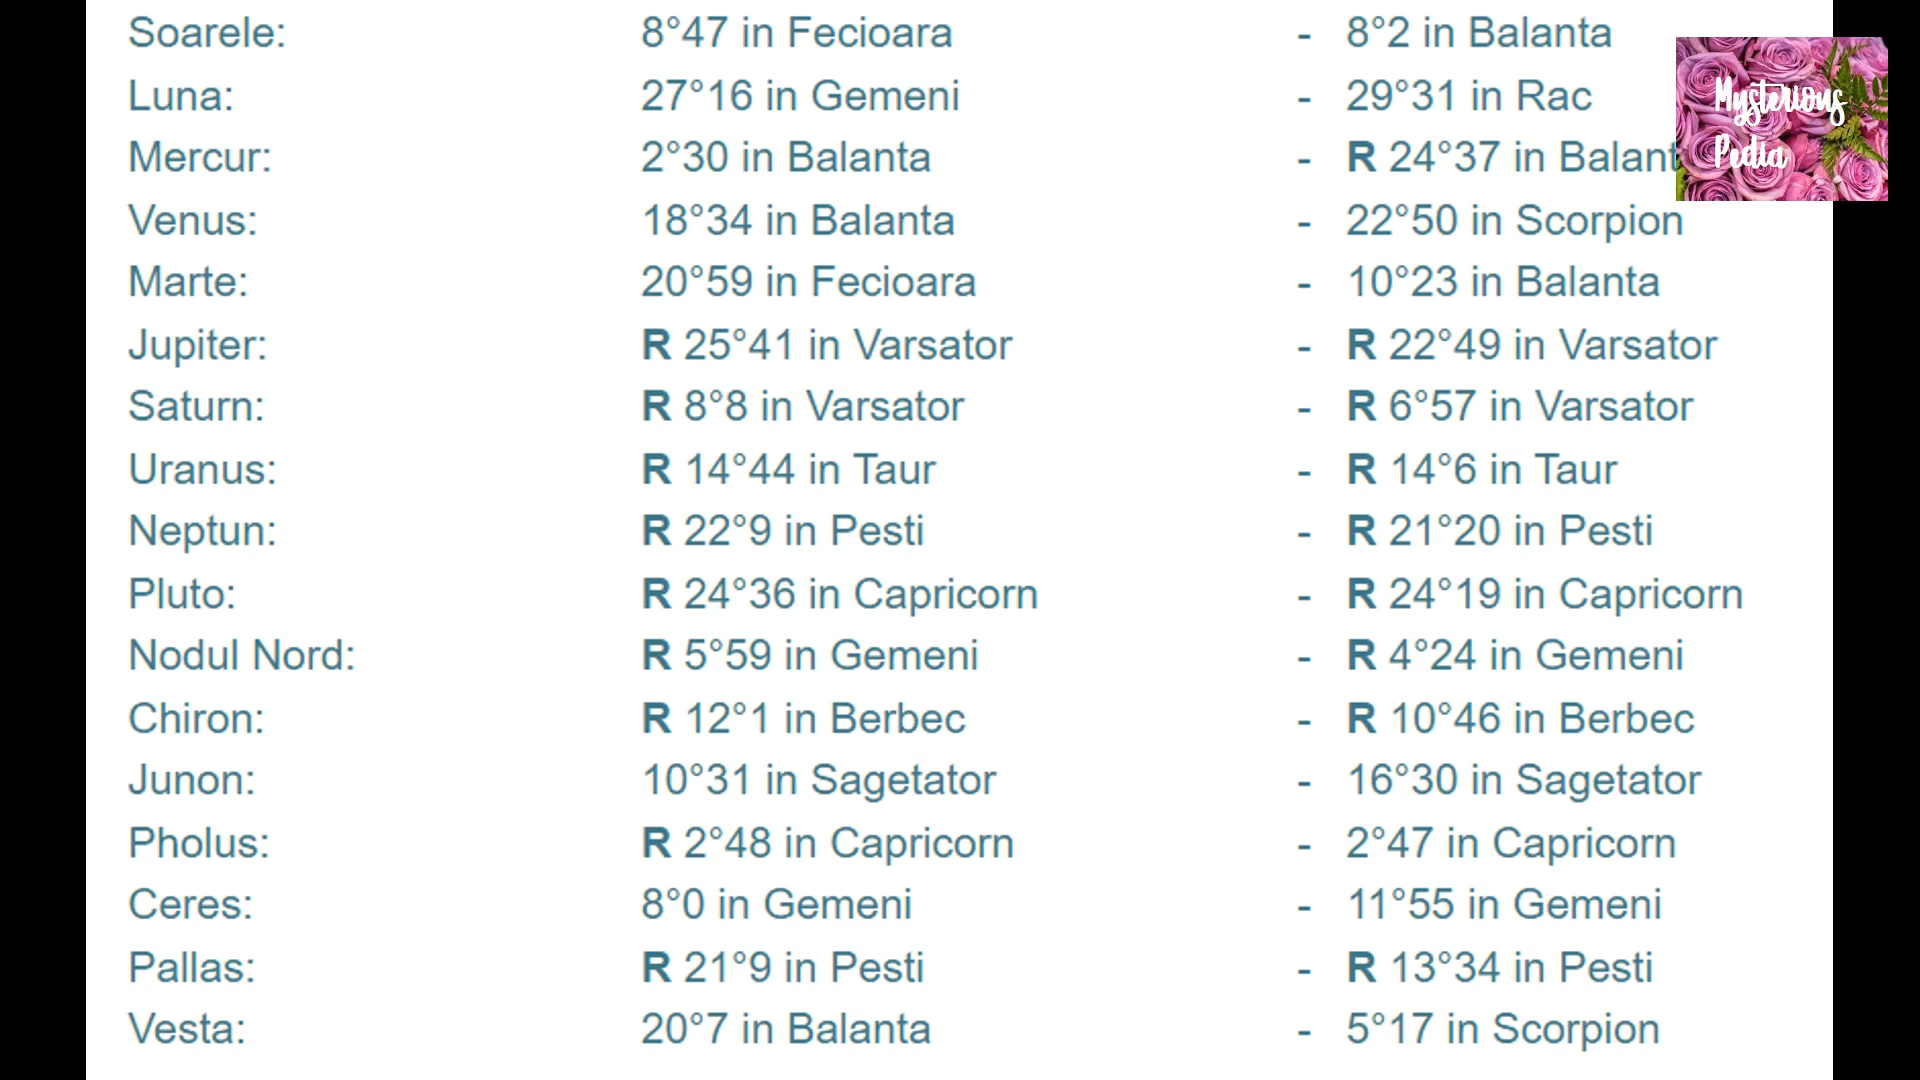 Soarele: 8°47 in Fecioara - 8°2 in Balanta
Luna: 27°16 in Gemeni - 29°31 in Rac
Mercur: 2°30 in Balanta - R 24°37 in Balant
Venus: 18°34 in Balanta - 22°50 in Scorpion
Marte: 20°59 in Fecioara - 10°23 in Balanta
Jupiter: R 25°41 in Varsator - R 22°49 in Varsator
Saturn: R 8°8 in Varsator - R 6°57 in Varsator
Uranus: R 14°44 in Taur - R 14°6 in Taur
Neptun: R 22°9 in Pesti - R 21°20 in Pesti
Pluto: R 24°36 in Capricorn - R 24°19 in Capricorn
Nodul Nord: R 5°59 in Gemeni - R 4°24 in Gemeni
Chiron: R 12°1 in Berbec - R 10°46 in Berbec
Junon: 10°31 in Sagetator - 16°30 in Sagetator
Pholus: R 2°48 in Capricorn - 2°47 in Capricorn
Ceres: 8°0 in Gemeni - 11°55 in Gemeni
Pallas: R 21°9 in Pesti - R 13°34 in Pesti
Vesta: 20°7 in Balanta - 5°17 in Scorpion
Mysterious
Pedia